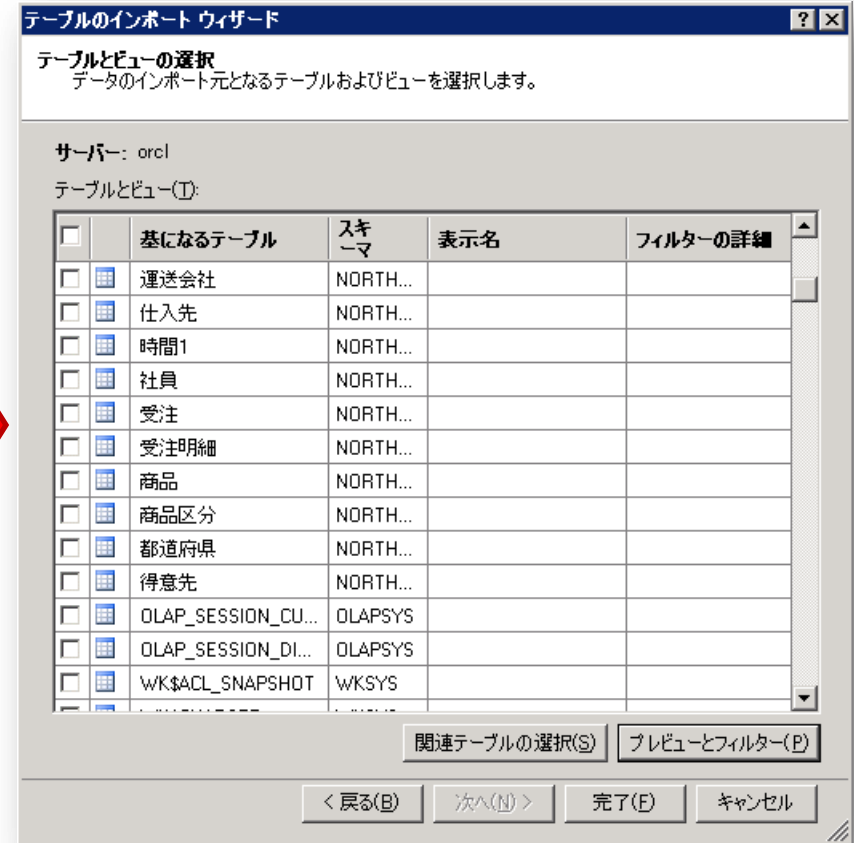 テーブルのインポート ウィザード
テーブルとビューの選択
データのインポート元となるテーブルおよびビューを選択します。
サーバー: orcl
テーブルとビュー(T):
基になるテーブル スキーマ 表示名 フィルターの詳細
運送会社 NORTH...
仕入先 NORTH...
時間1 NORTH...
社員 NORTH...
受注 NORTH...
受注明細 NORTH...
商品 NORTH...
商品区分 NORTH...
都道府県 NORTH...
得意先 NORTH...
OLAP_SESSION_CU... OLAPSYS
OLAP_SESSION_DI... OLAPSYS
WK$ACL_SNAPSHOT WKSYS
関連テーブルの選択(S) プレビューとフィルター(P)
< 戻る(B) 次へ(N) > 完了(F) キャンセル